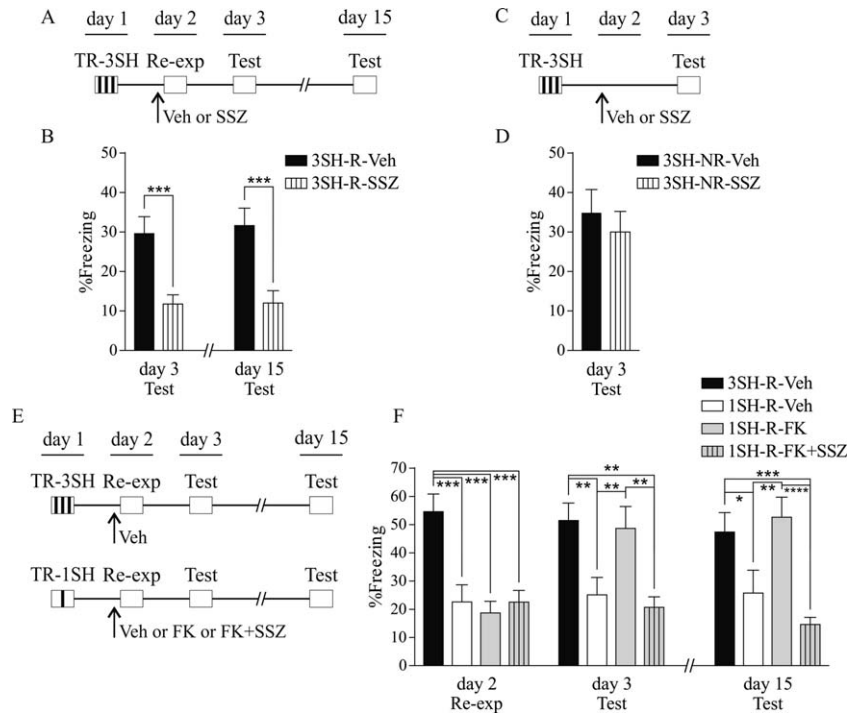 A
day 1 day 2 day 3 day 15
TR-3SH Re-exp Test Test
Veh or SSZ
C
day 1 day 2 day 3
TR-3SH Test
Veh or SSZ
B
3SH-R-Veh
3SH-R-SSZ
%Freezing
50
40
30
20
10
0
*** ***
day 3 day 15
Test Test
D
3SH-NR-Veh
3SH-NR-SSZ
%Freezing
50
40
30
20
10
0
day 3
Test
E
day 1 day 2 day 3 day 15
TR-3SH Re-exp Test Test
Veh
TR-1SH Re-exp Test Test
Veh or FK or FK+SSZ
F
3SH-R-Veh
1SH-R-Veh
1SH-R-FK
1SH-R-FK+SSZ
%Freezing
70
60
50
40
30
20
10
0
*** *** ***
**
** ** **
***
* ** ****
day 2 day 3 day 15
Re-exp Test Test